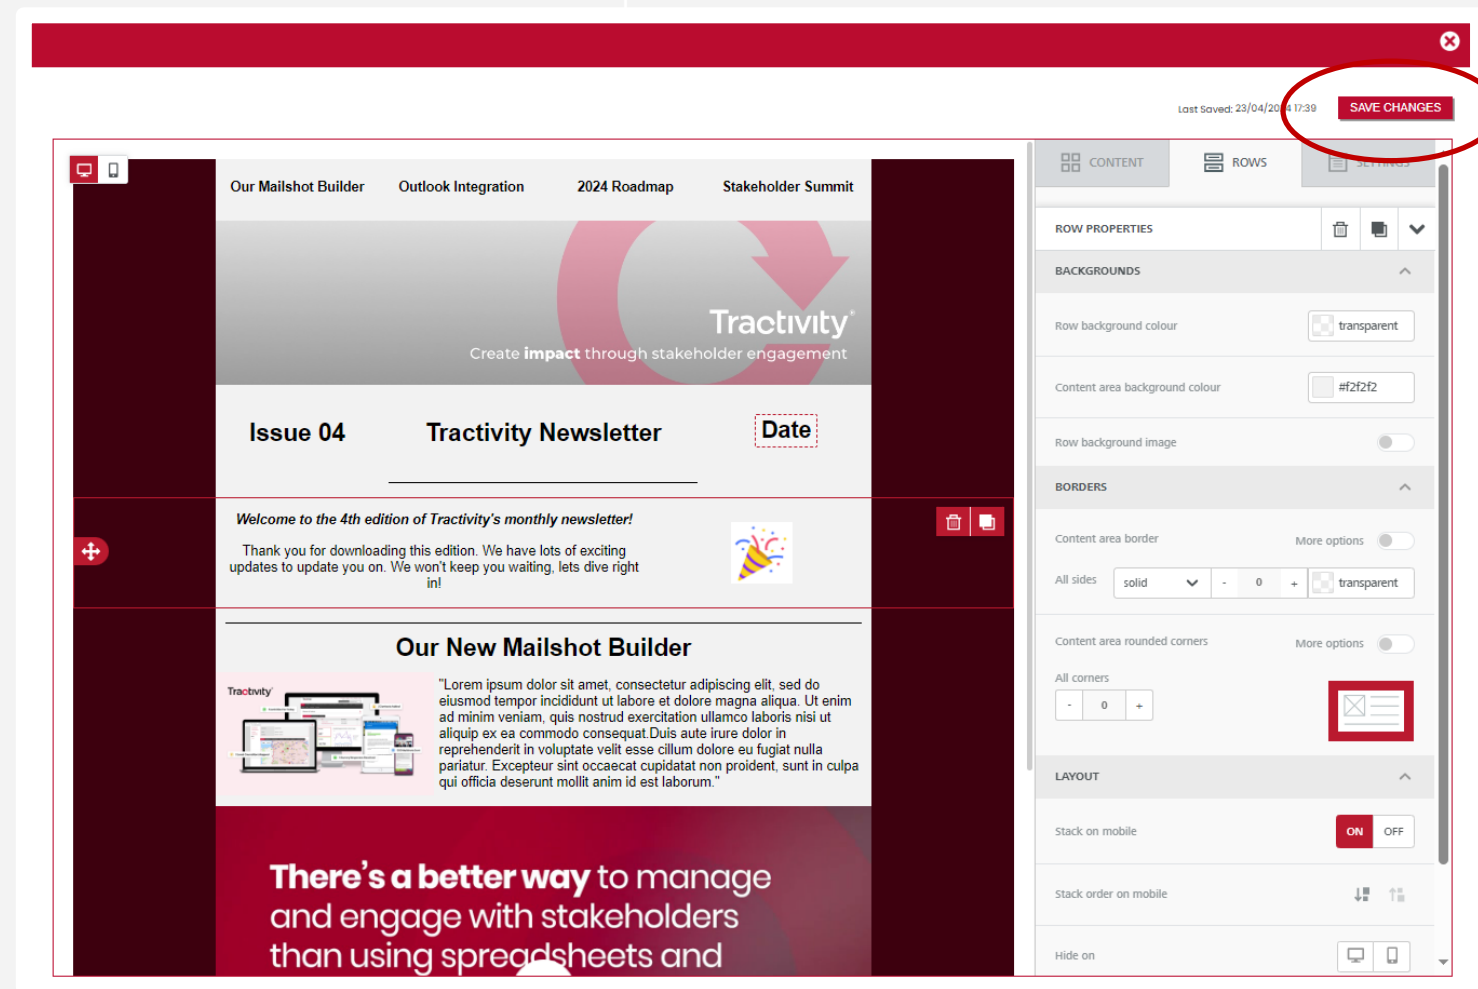 Last Saved: 23/04/2024 17:39
SAVE CHANGES
Our Mailshot Builder
Outlook Integration
2024 Roadmap
Stakeholder Summit
Tractivity®
Create impact through stakeholder engagement
Issue 04
Tractivity Newsletter
Date
Welcome to the 4th edition of Tractivity's monthly newsletter!
Thank you for downloading this edition. We have lots of exciting
updates to update you on. We won't keep you waiting, lets dive right
in!
Our New Mailshot Builder
Tractivity
"Lorem ipsum dolor sit amet, consectetur adipiscing elit, sed do
eiusmod tempor incididunt ut labore et dolore magna aliqua. Ut enim
ad minim veniam, quis nostrud exercitation ullamco laboris nisi ut
aliquip ex ea commodo consequat.Duis aute irure dolor in
reprehenderit in voluptate velit esse cillum dolore eu fugiat nulla
pariatur. Excepteur sint occaecat cupidatat non proident, sunt in culpa
qui officia deserunt mollit anim id est laborum."
There's a better way to manage
and engage with stakeholders
than using spreadsheets and
CONTENT
ROWS
SETTINGS
ROW PROPERTIES
BACKGROUNDS
Row background colour
transparent
Content area background colour
#f2f2f2
Row background image
BORDERS
Content area border
More options
All sides
solid
- 0 +
transparent
Content area rounded corners
More options
All corners
- 0 +
LAYOUT
Stack on mobile
ON OFF
Stack order on mobile
Hide on